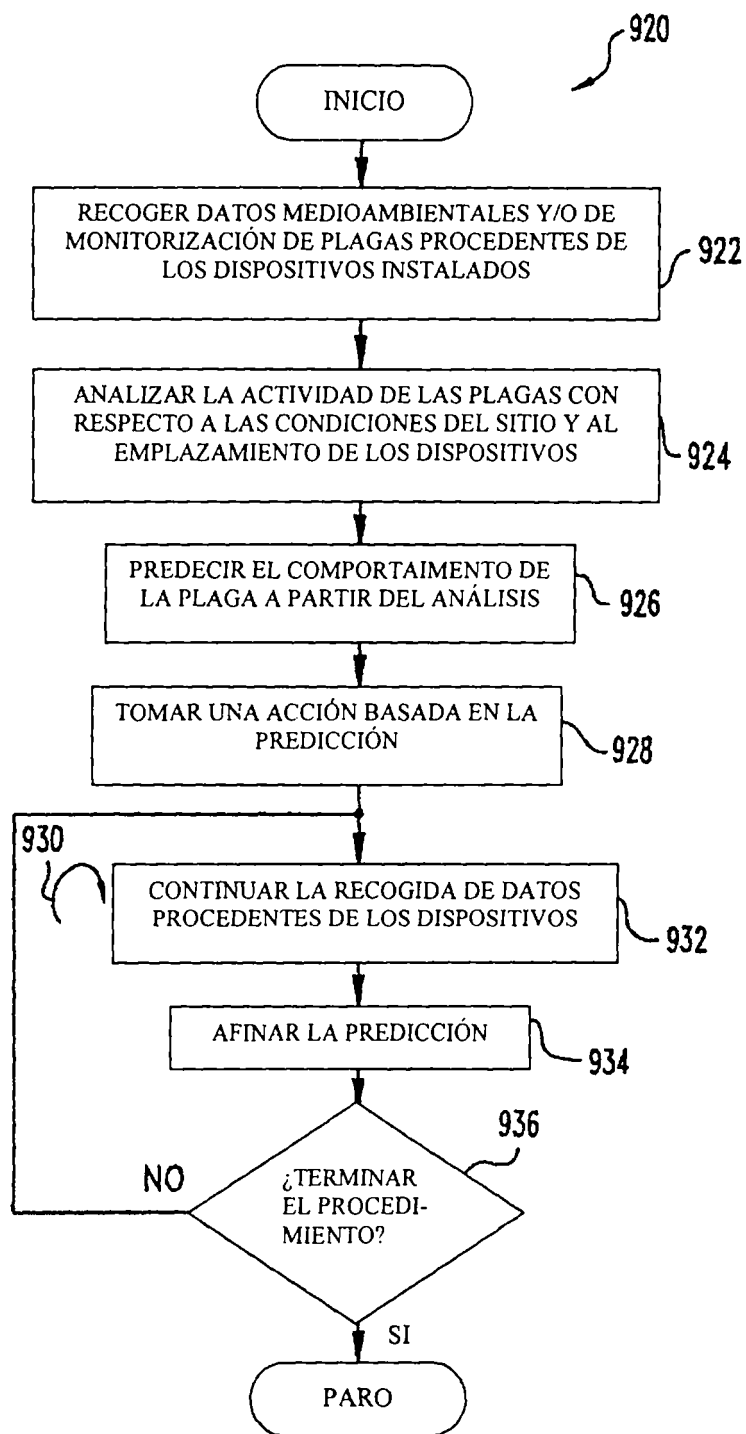 920
INICIO
RECOGER DATOS MEDIOAMBIENTALES Y/O DE
MONITORIZACIÓN DE PLAGAS PROCEDENTES DE
LOS DISPOSITIVOS INSTALADOS
922
ANALIZAR LA ACTIVIDAD DE LAS PLAGAS CON
RESPECTO A LAS CONDICIONES DEL SITIO Y AL
EMPLAZAMIENTO DE LOS DISPOSITIVOS
924
PREDECIR EL COMPORTAIMENTO DE
LA PLAGA A PARTIR DEL ANÁLISIS
926
TOMAR UNA ACCIÓN BASADA EN LA
PREDICCIÓN
928
930
CONTINUAR LA RECOGIDA DE DATOS
PROCEDENTES DE LOS DISPOSITIVOS
932
AFINAR LA PREDICCIÓN
934
936
NO
¿TERMINAR
EL PROCEDI-
MIENTO?
SI
PARO